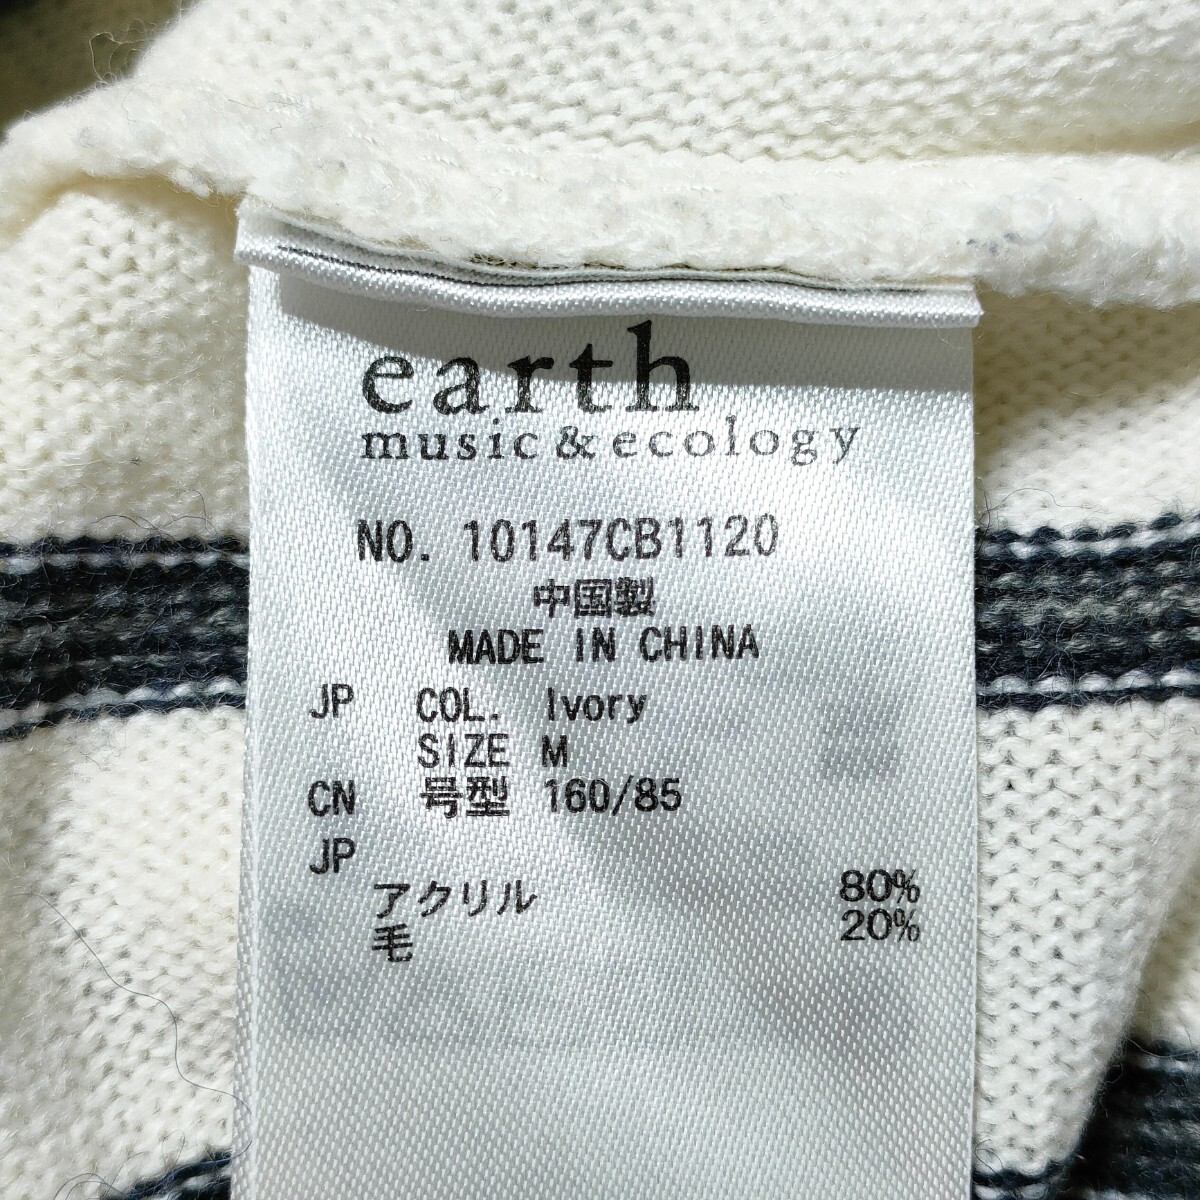 earth
music & ecology
NO. 10147CB1120
中国製
MADE IN CHINA
JP COL. Ivory
SIZE M
CN 号型 160/85
JP
アクリル 80%
毛 20%